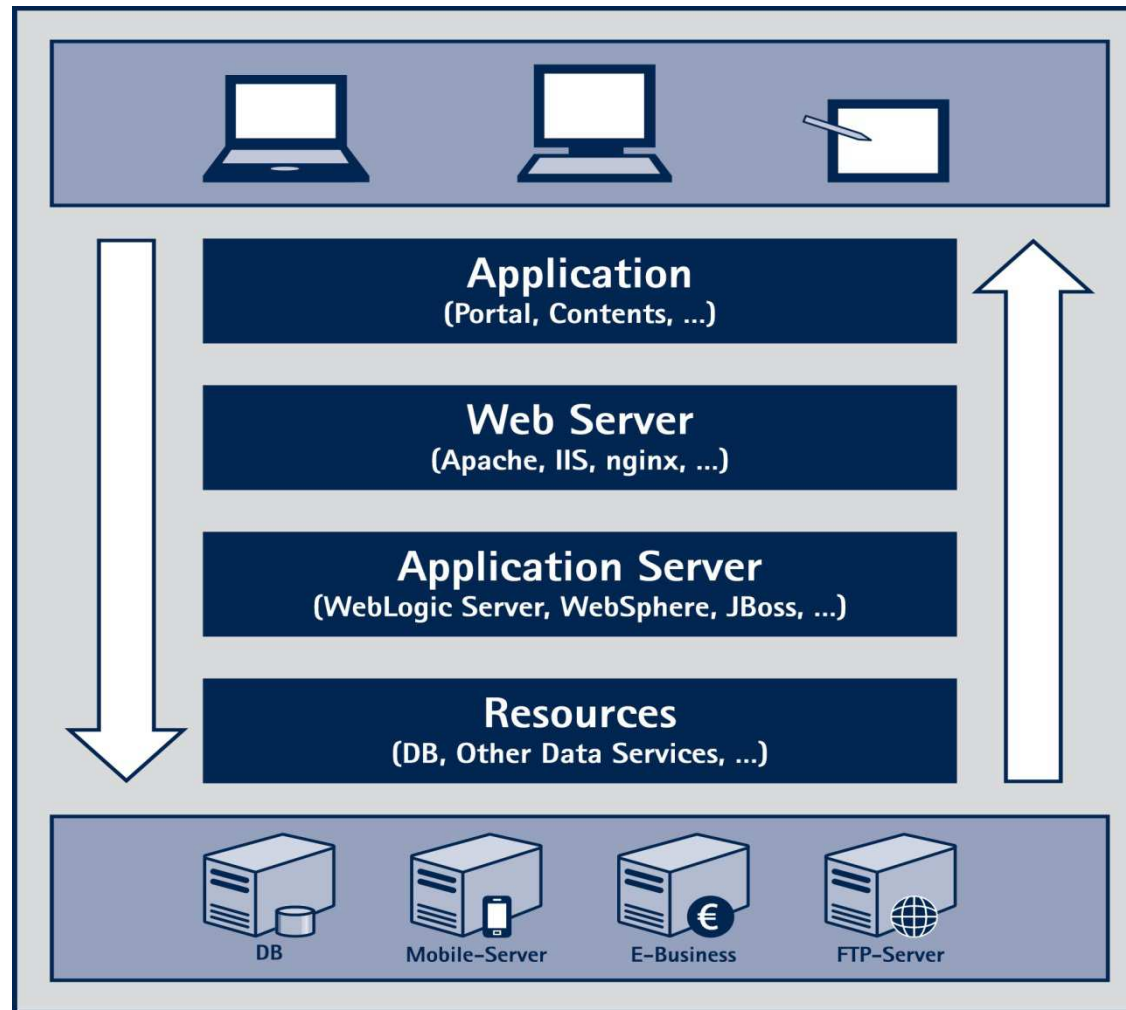 Application
(Portal, Contents, ...)
Web Server
(Apache, IIS, nginx, ...)
Application Server
(WebLogic Server, WebSphere, JBoss, ...)
Resources
(DB, Other Data Services, ...)
€
DB
Mobile-Server
E-Business
FTP-Server